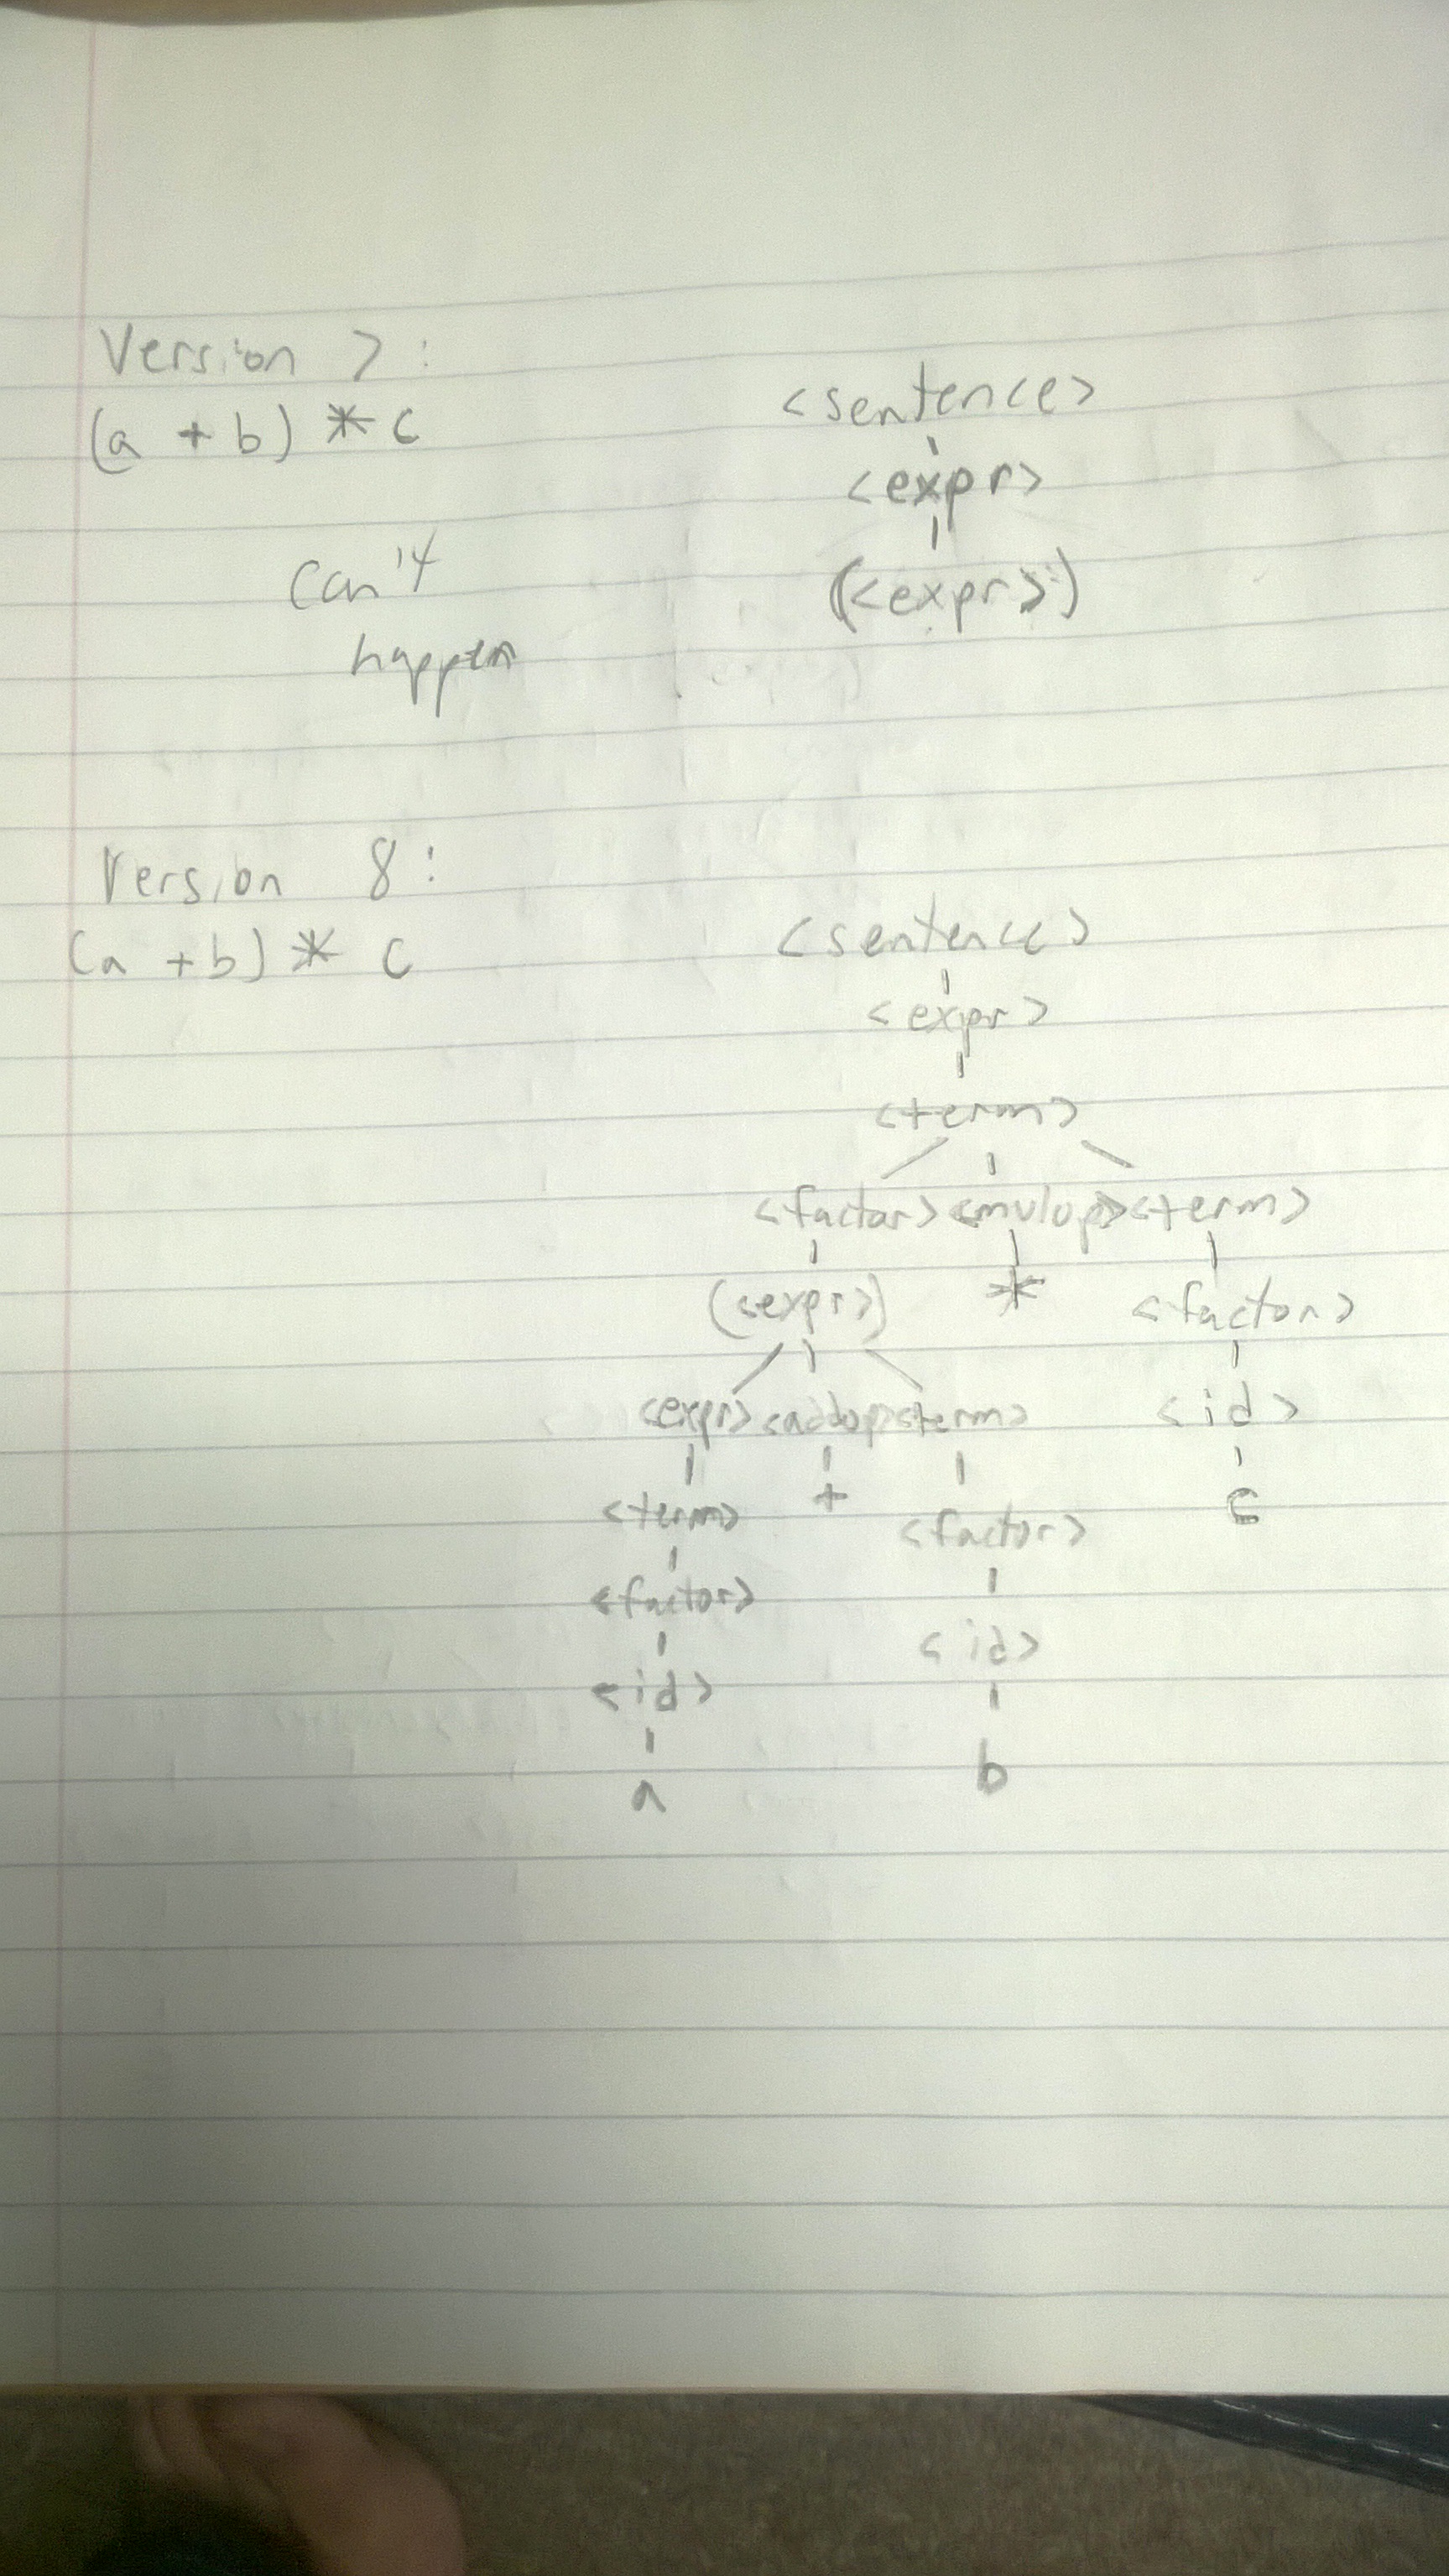 Version 7:
(a + b) * c
<sentence>
<expr>
(<expr>)
Can't
happen
Version 8:
(a + b) * c
<sentence>
<expr>
<term>
<factor> <mulop> <term>
(<expr>) * <factor>
<expr> <addop> <term> <id>
<term> + <factor> c
<factor> <id>
<id> b
a